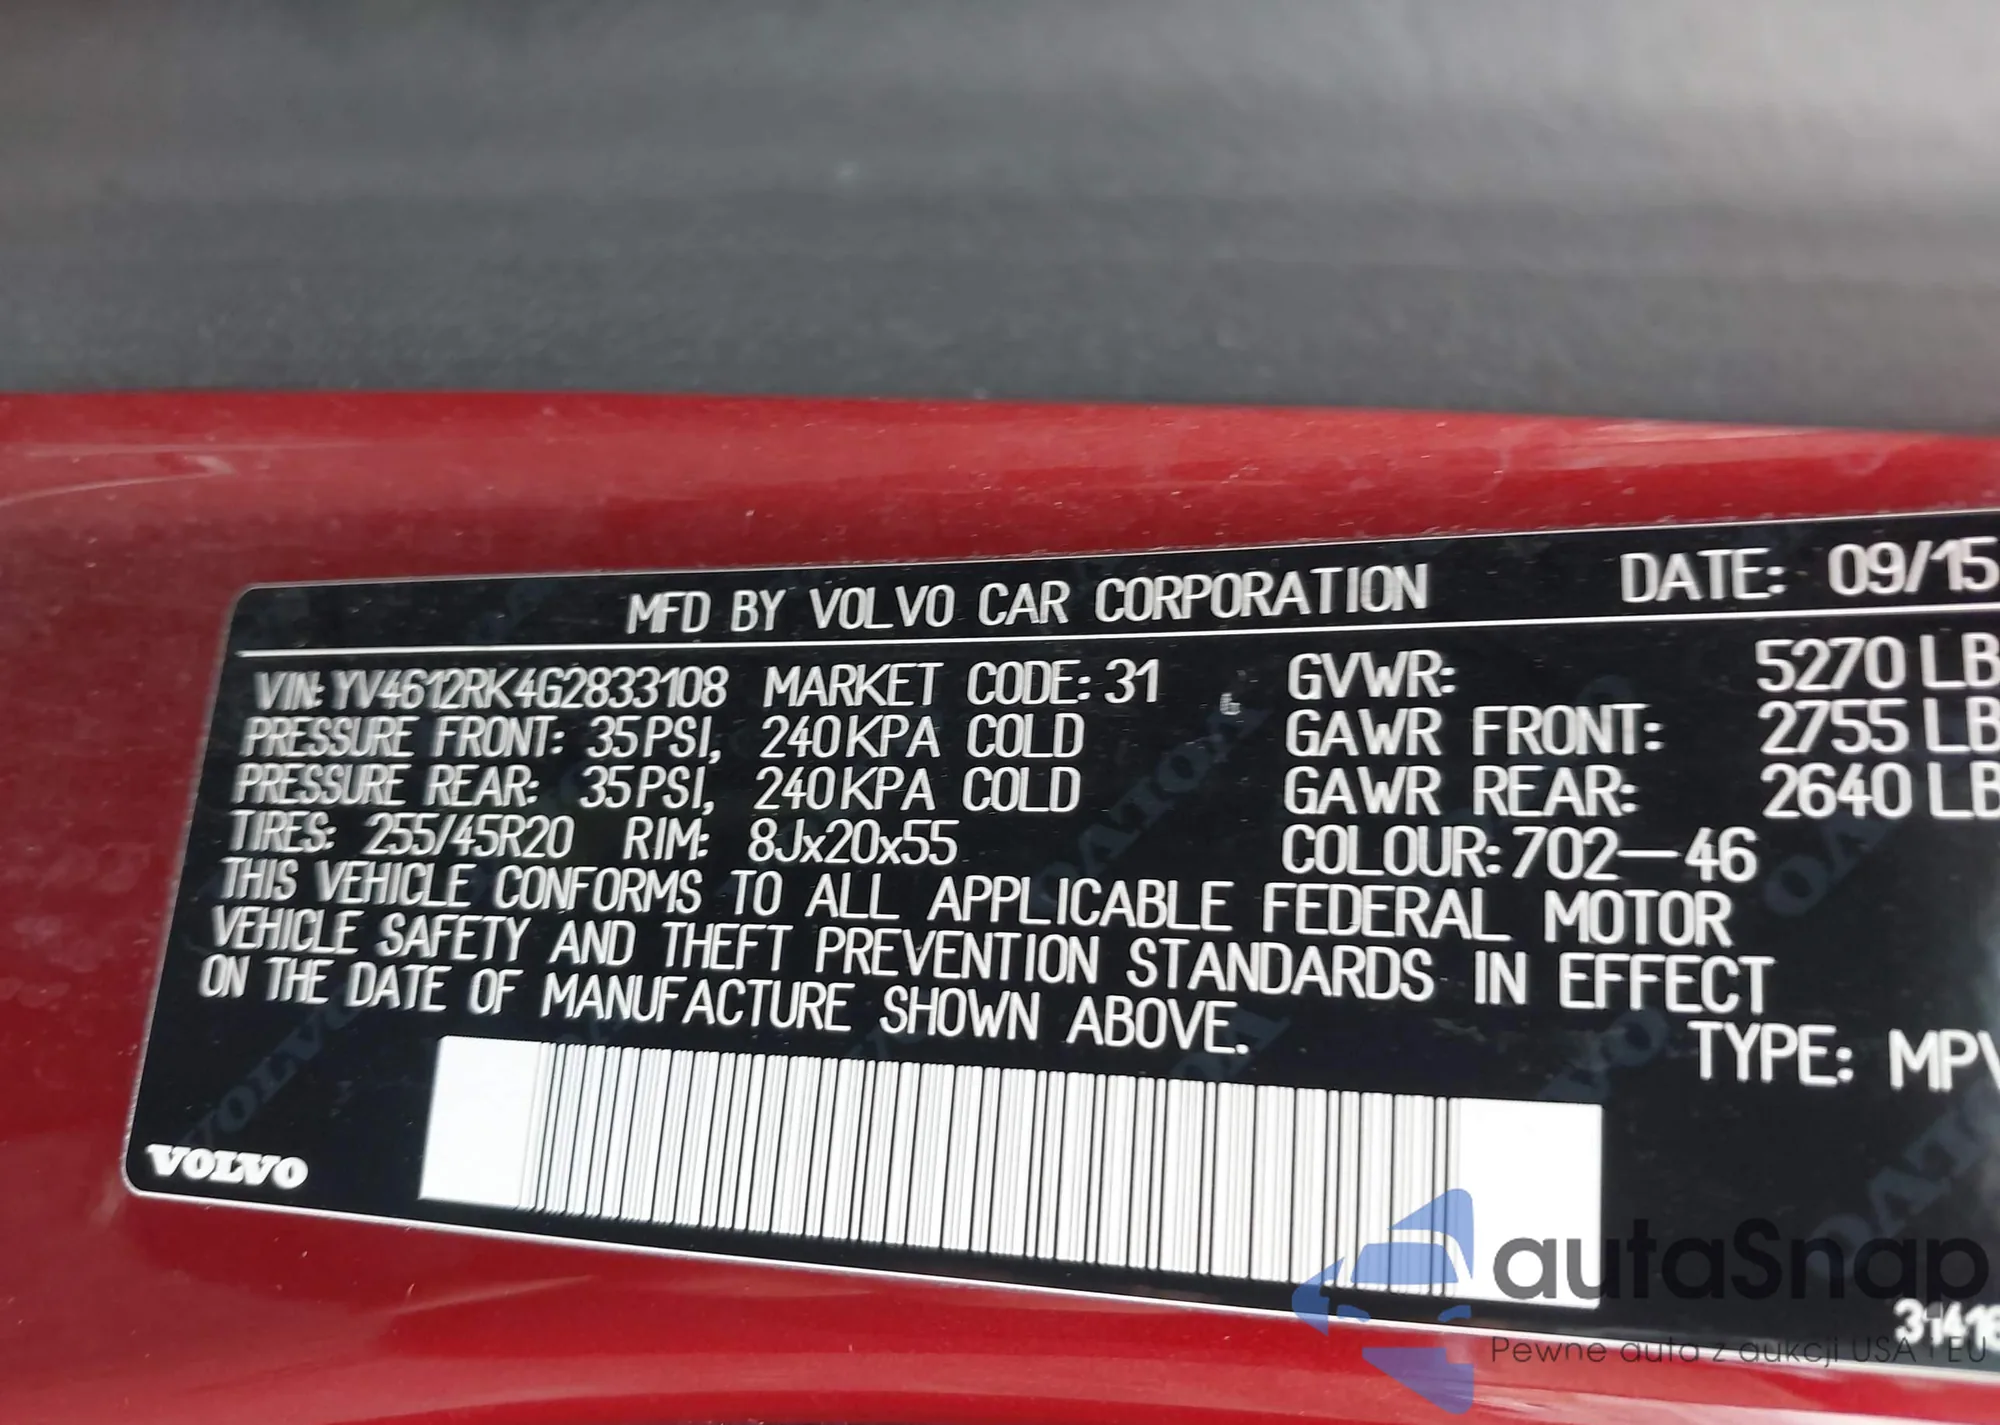 MFD BY VOLVO CAR CORPORATION DATE: 09/15
VIN: YV4612RK4G2833108 MARKET CODE: 31 GVWR: 5270 LB
PRESSURE FRONT: 35PSI, 240KPA COLD GAWR FRONT: 2755 LB
PRESSURE REAR: 35PSI, 240KPA COLD GAWR REAR: 2640 LB
TIRES: 255/45R20 RIM: 8Jx20x55 COLOUR: 702-46
THIS VEHICLE CONFORMS TO ALL APPLICABLE FEDERAL MOTOR
VEHICLE SAFETY AND THEFT PREVENTION STANDARDS IN EFFECT
ON THE DATE OF MANUFACTURE SHOWN ABOVE.
TYPE: MPV
VOLVO
autaSnap
Pewne auta z aukcji USA i EU